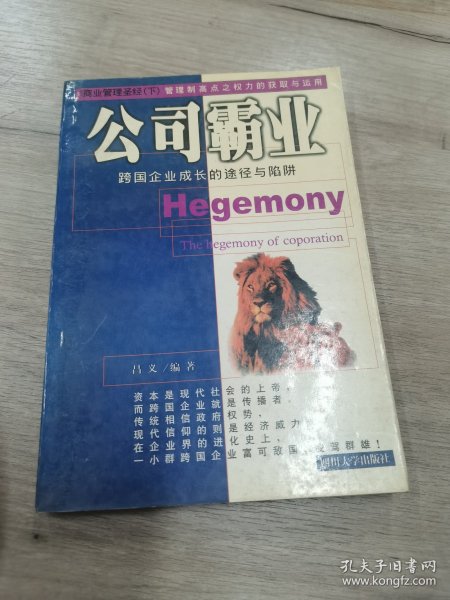 商业管理圣经(下) 管理制高点之权力的获取与运用
公司霸业
跨国企业成长的途径与陷阱
Hegemony
The hegemony of coporation
吕义/编著
资本是现代社会的上帝,
而跨国企业就是传播者。
传统相信政府权势,
现代信仰的则是经济威力
在企业的进化史上,
一小群跨国企业富可敌国 驾群雄!
四川大学出版社
孔夫子旧书网
www.kongfz.com